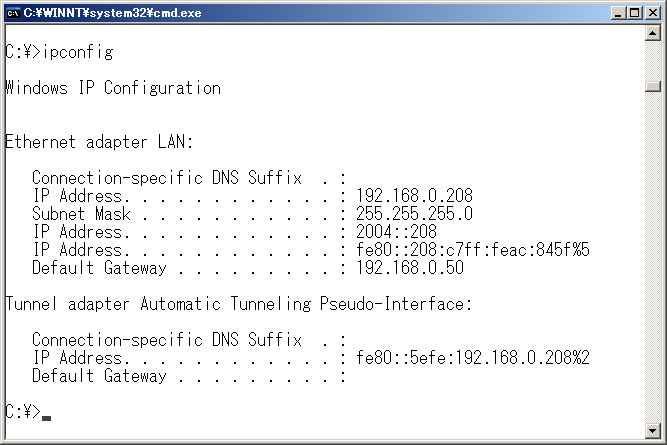 C:¥WINNT¥system32¥cmd.exe
C:¥>ipconfig
Windows IP Configuration
Ethernet adapter LAN:
Connection-specific DNS Suffix  . :
IP Address. . . . . . . . . . . . : 192.168.0.208
Subnet Mask . . . . . . . . . . . : 255.255.255.0
IP Address. . . . . . . . . . . . : 2004::208
IP Address. . . . . . . . . . . . : fe80::208:c7ff:feac:845f%5
Default Gateway . . . . . . . . . : 192.168.0.50
Tunnel adapter Automatic Tunneling Pseudo-Interface:
Connection-specific DNS Suffix  . :
IP Address. . . . . . . . . . . . : fe80::5efe:192.168.0.208%2
Default Gateway . . . . . . . . . :
C:¥>_